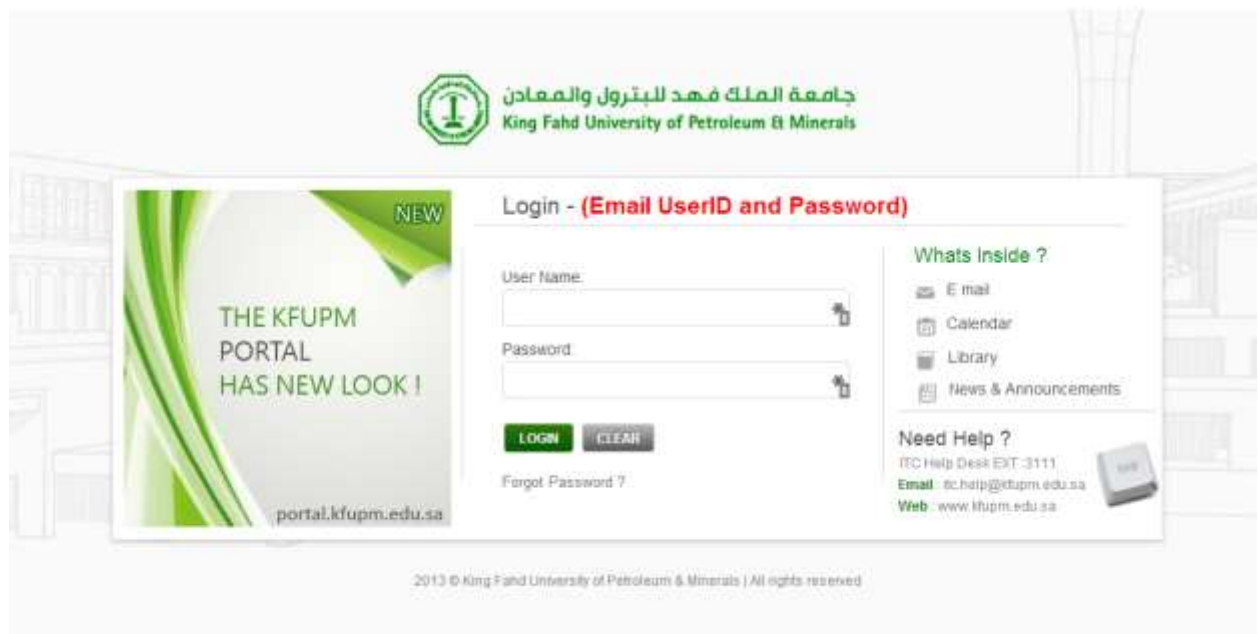 جامعة الملك فهد للبترول والمعادن
King Fahd University of Petroleum & Minerals
NEW
THE KFUPM
PORTAL
HAS NEW LOOK !
portal.kfupm.edu.sa
Login - (Email UserID and Password)
User Name:
Password:
LOGIN CLEAR
Forgot Password ?
Whats Inside ?
E mail
Calendar
Library
News & Announcements
Need Help ?
ITC Help Desk EXT :3111
Email : itc.help@kfupm.edu.sa
Web : www.kfupm.edu.sa
2013 © King Fahd University of Petroleum & Minerals | All rights reserved